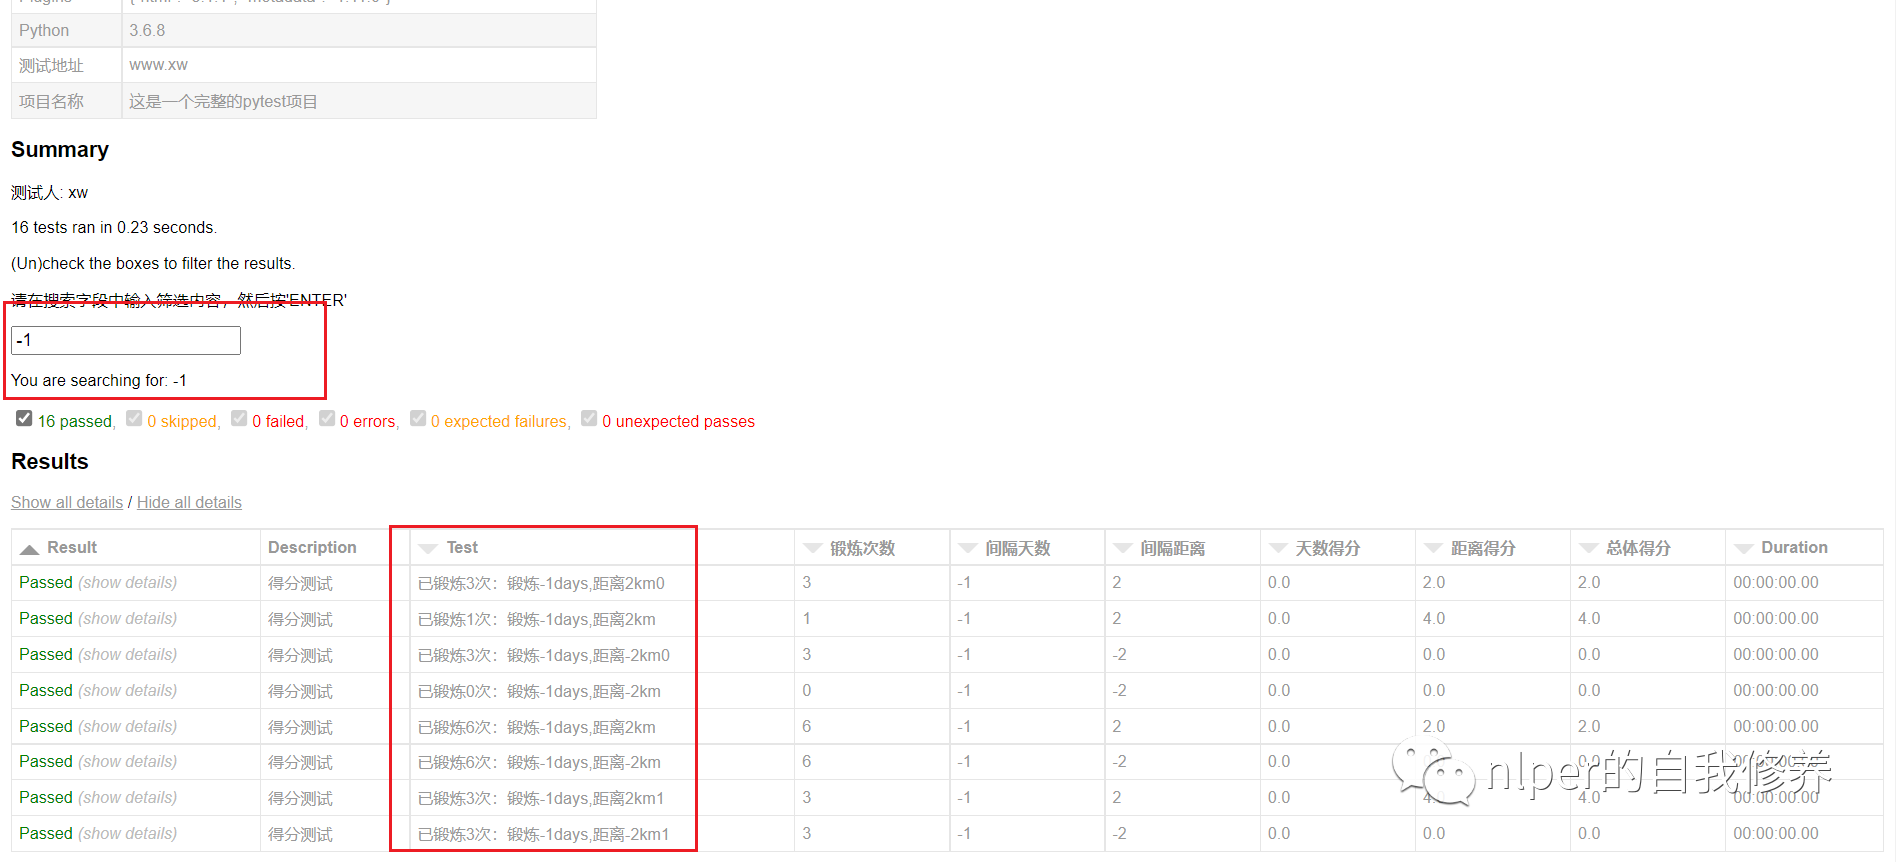 Python 3.6.8
测试地址 www.xw
项目名称 这是一个完整的pytest项目
Summary
测试人: xw
16 tests ran in 0.23 seconds.
(Un)check the boxes to filter the results.
请在搜索字段中输入筛选内容，然后按'ENTER'
-1
You are searching for: -1
16 passed, 0 skipped, 0 failed, 0 errors, 0 expected failures, 0 unexpected passes
Results
Show all details / Hide all details
Result Description Test 锻炼次数 间隔天数 间隔距离 天数得分 距离得分 总体得分 Duration
Passed (show details) 得分测试 已锻炼3次：锻炼-1days,距离2km0 3 -1 2 0.0 2.0 2.0 00:00:00.00
Passed (show details) 得分测试 已锻炼1次：锻炼-1days,距离2km 1 -1 2 0.0 4.0 4.0 00:00:00.00
Passed (show details) 得分测试 已锻炼3次：锻炼-1days,距离-2km0 3 -1 -2 0.0 0.0 0.0 00:00:00.00
Passed (show details) 得分测试 已锻炼0次：锻炼-1days,距离-2km 0 -1 -2 0.0 0.0 0.0 00:00:00.00
Passed (show details) 得分测试 已锻炼6次：锻炼-1days,距离2km 6 -1 2 0.0 2.0 2.0 00:00:00.00
Passed (show details) 得分测试 已锻炼6次：锻炼-1days,距离-2km 6 -1 -2 0.0 0.0 00:00:00.00
Passed (show details) 得分测试 已锻炼3次：锻炼-1days,距离2km1 3 -1 2 0.0 4.0 4.0 00:00:00.00
Passed (show details) 得分测试 已锻炼3次：锻炼-1days,距离-2km1 3 -1 -2 0.0 0.0 0.0 00:00:00.00
nlper的自我修养